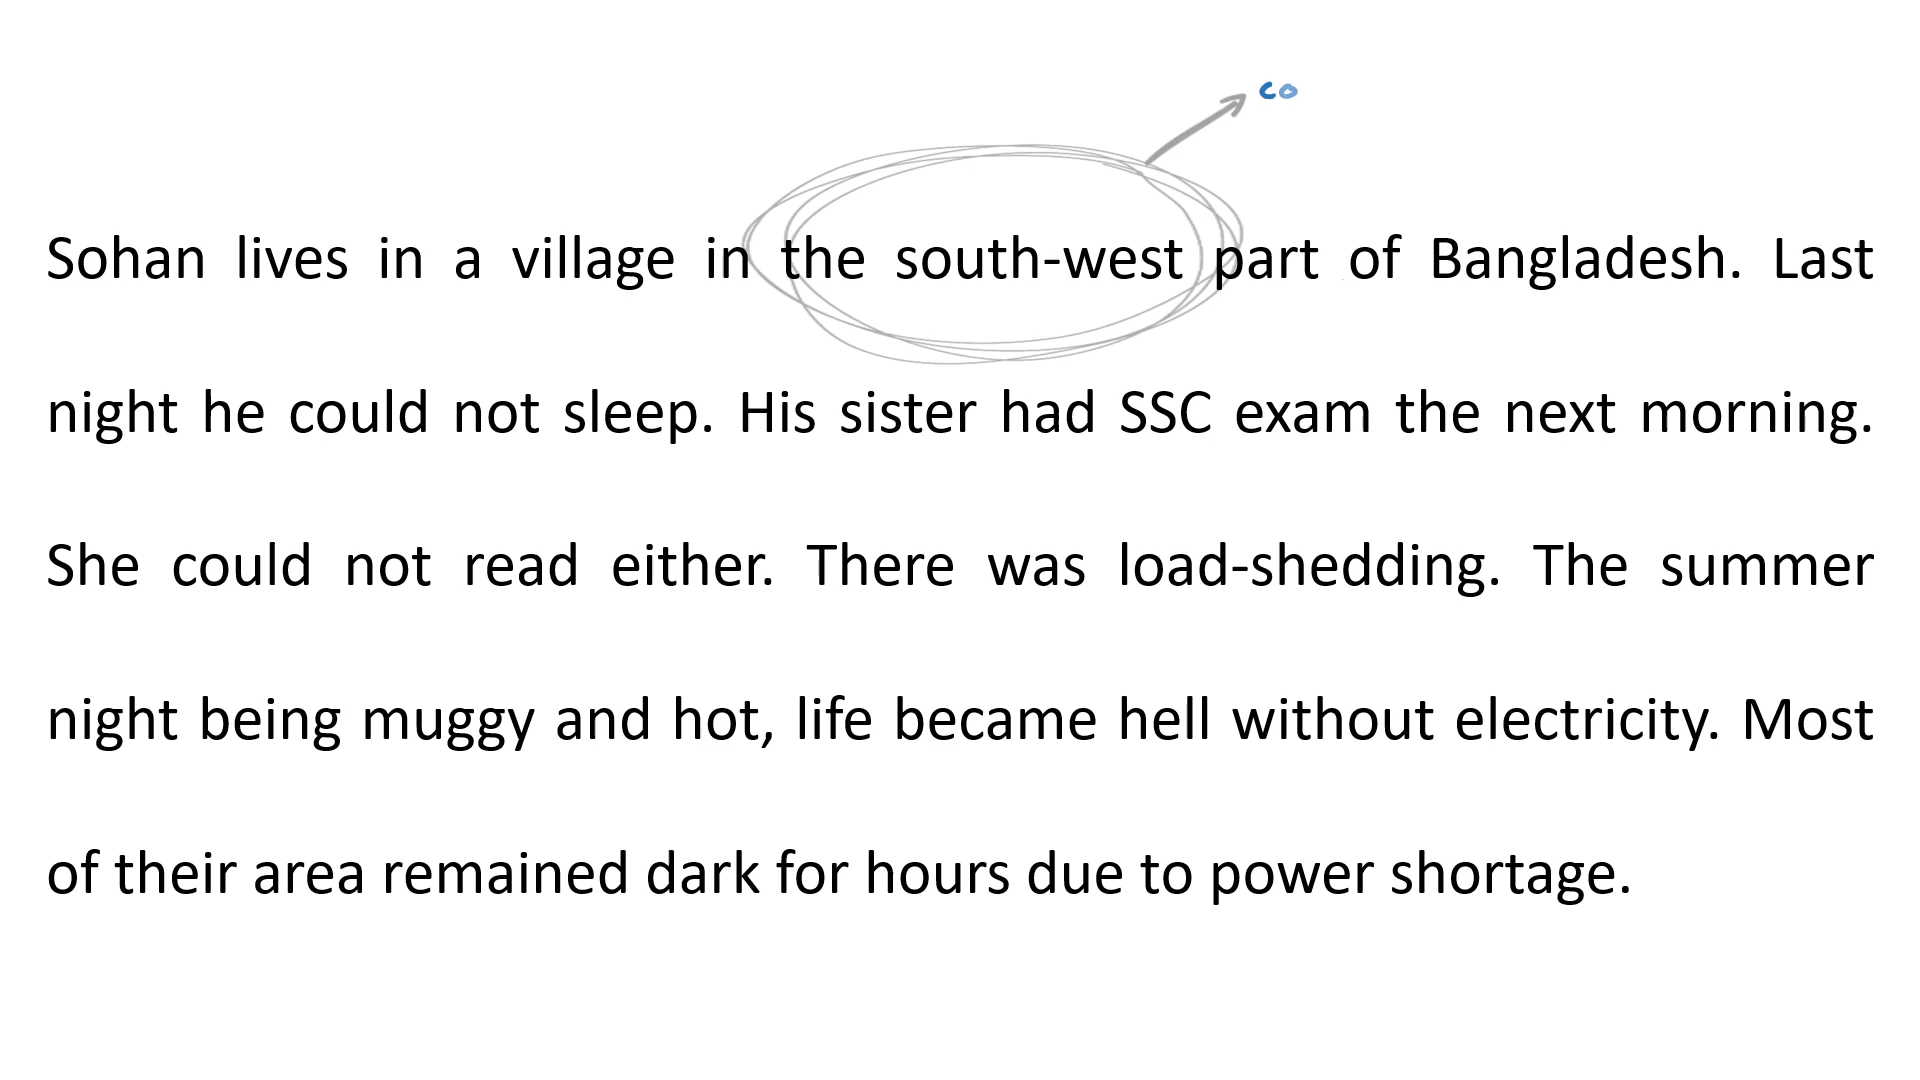 co
Sohan lives in a village in the south-west part of Bangladesh. Last
night he could not sleep. His sister had SSC exam the next morning.
She could not read either. There was load-shedding. The summer
night being muggy and hot, life became hell without electricity. Most
of their area remained dark for hours due to power shortage.